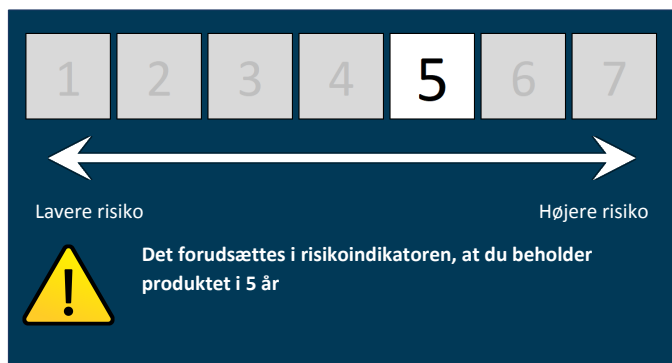 1 2 3 4 5 6 7
Lavere risiko Højere risiko
Det forudsættes i risikoindikatoren, at du beholder
produktet i 5 år